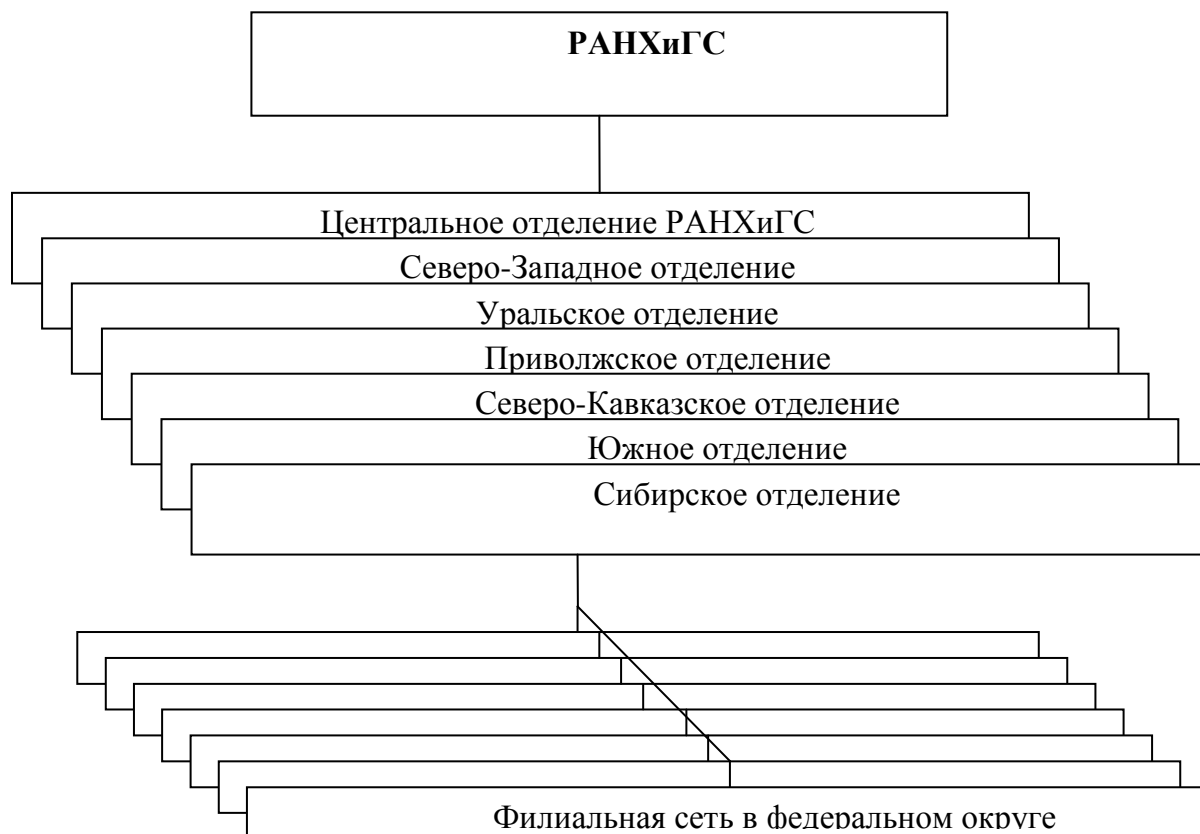 РАНХиГС
Центральное отделение РАНХиГС
Северо-Западное отделение
Уральское отделение
Приволжское отделение
Северо-Кавказское отделение
Южное отделение
Сибирское отделение
Филиальная сеть в федеральном округе